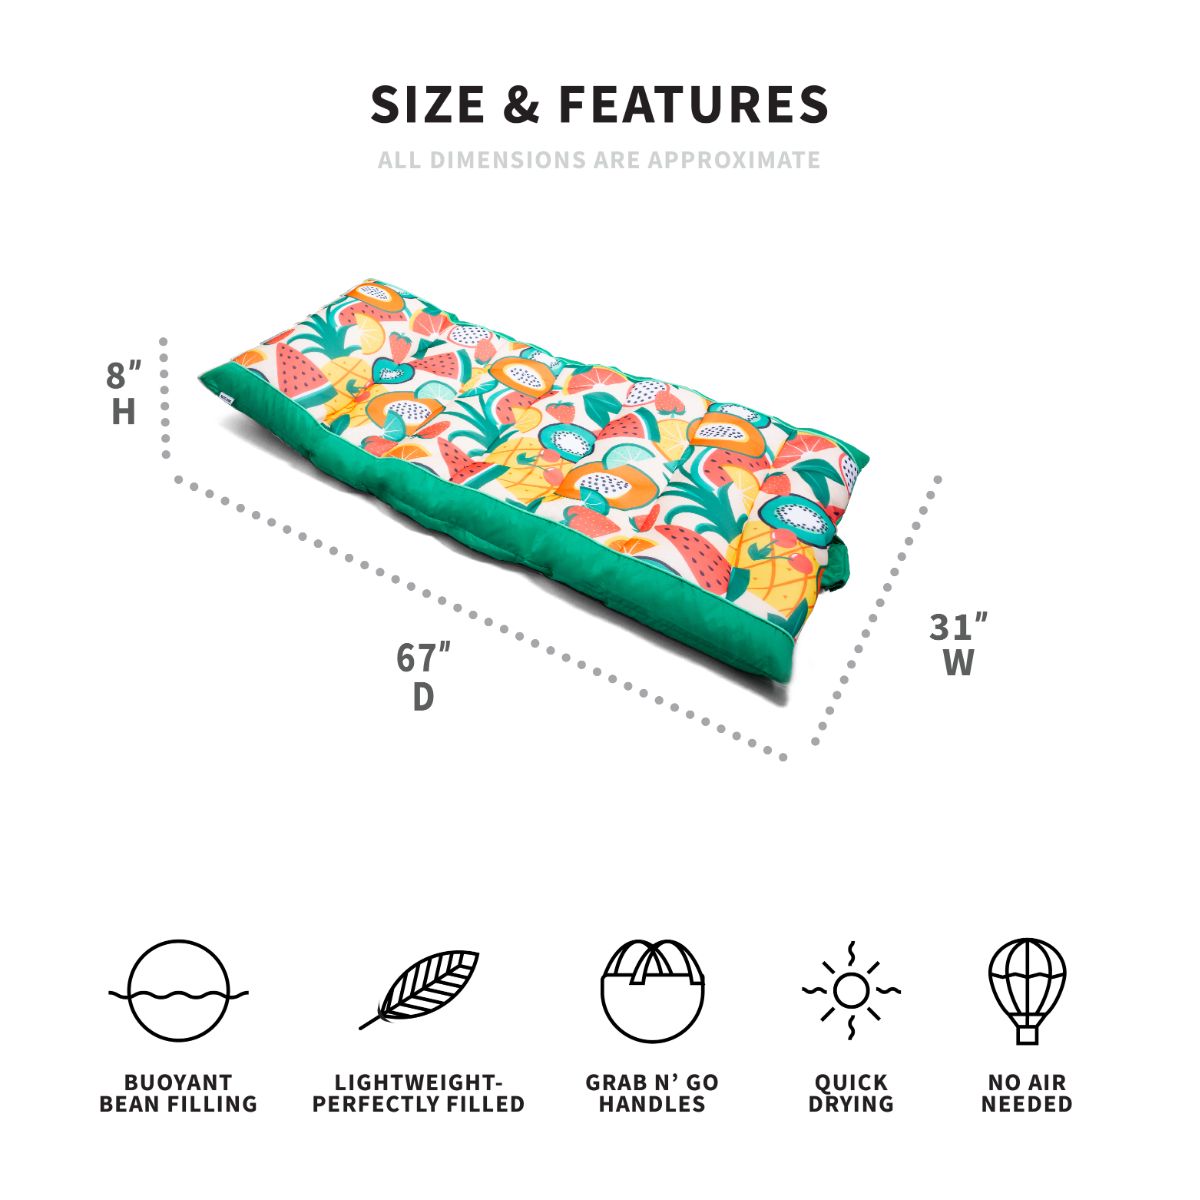 SIZE & FEATURES
ALL DIMENSIONS ARE APPROXIMATE
8"
H
67"
D
31"
W
BUOYANT
BEAN FILLING
LIGHTWEIGHT-
PERFECTLY FILLED
GRAB N' GO
HANDLES
QUICK
DRYING
NO AIR
NEEDED